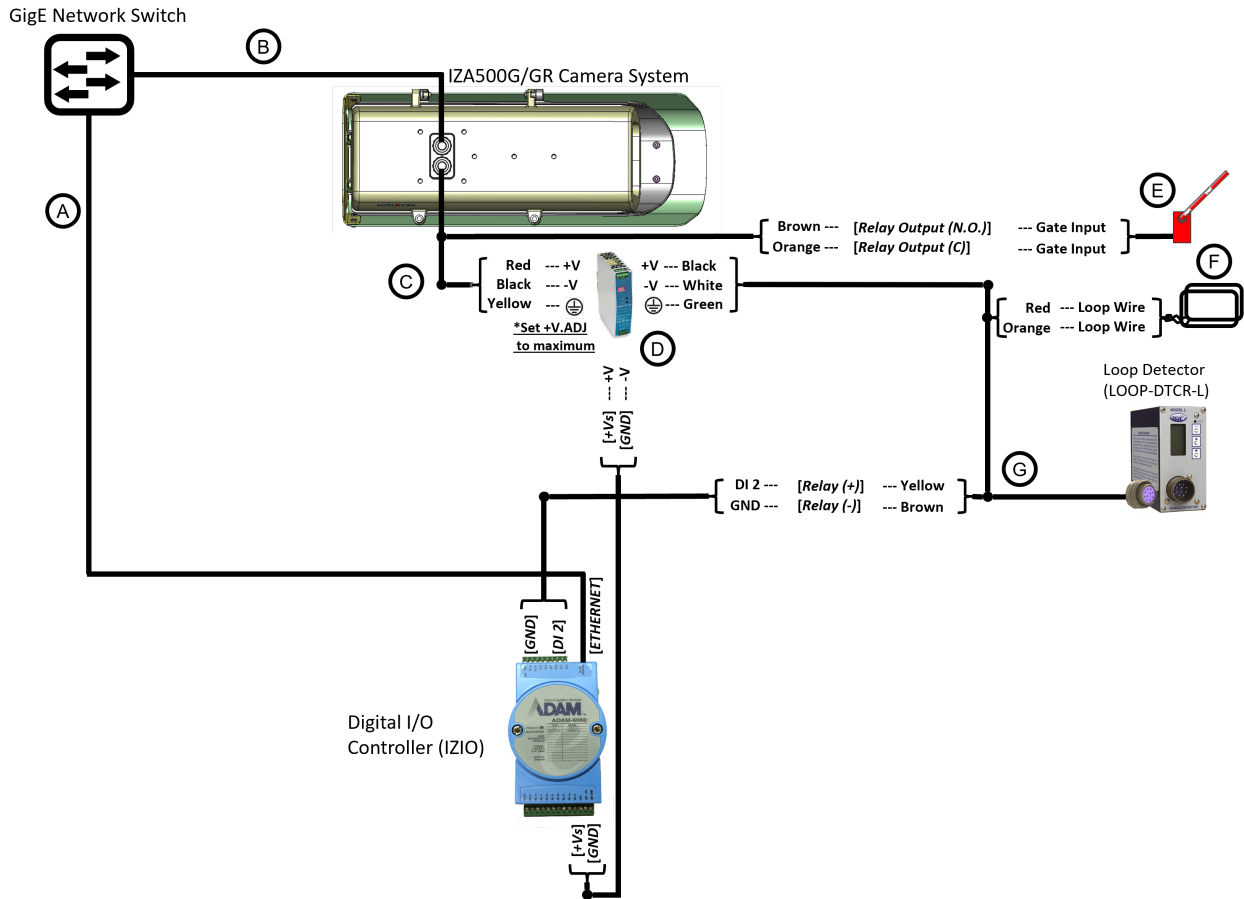 GigE Network Switch
B
IZA500G/GR Camera System
A
E
Brown --- [Relay Output (N.O.)] --- Gate Input
Orange --- [Relay Output (C)] --- Gate Input
C
Red --- +V
Black --- -V
Yellow ---
*Set +V.ADJ
to maximum
+V --- Black
-V --- White
--- Green
D
F
Red --- Loop Wire
Orange --- Loop Wire
--- +V
--- -V
[+Vs]
[GND]
Loop Detector
(LOOP-DTCR-L)
MODEL L
G
DI 2 --- [Relay (+)] --- Yellow
GND --- [Relay (-)] --- Brown
[GND]
[DI 2]
[ETHERNET]
ADAM
ADAM-6060
Digital I/O
Controller (IZIO)
[+Vs]
[GND]